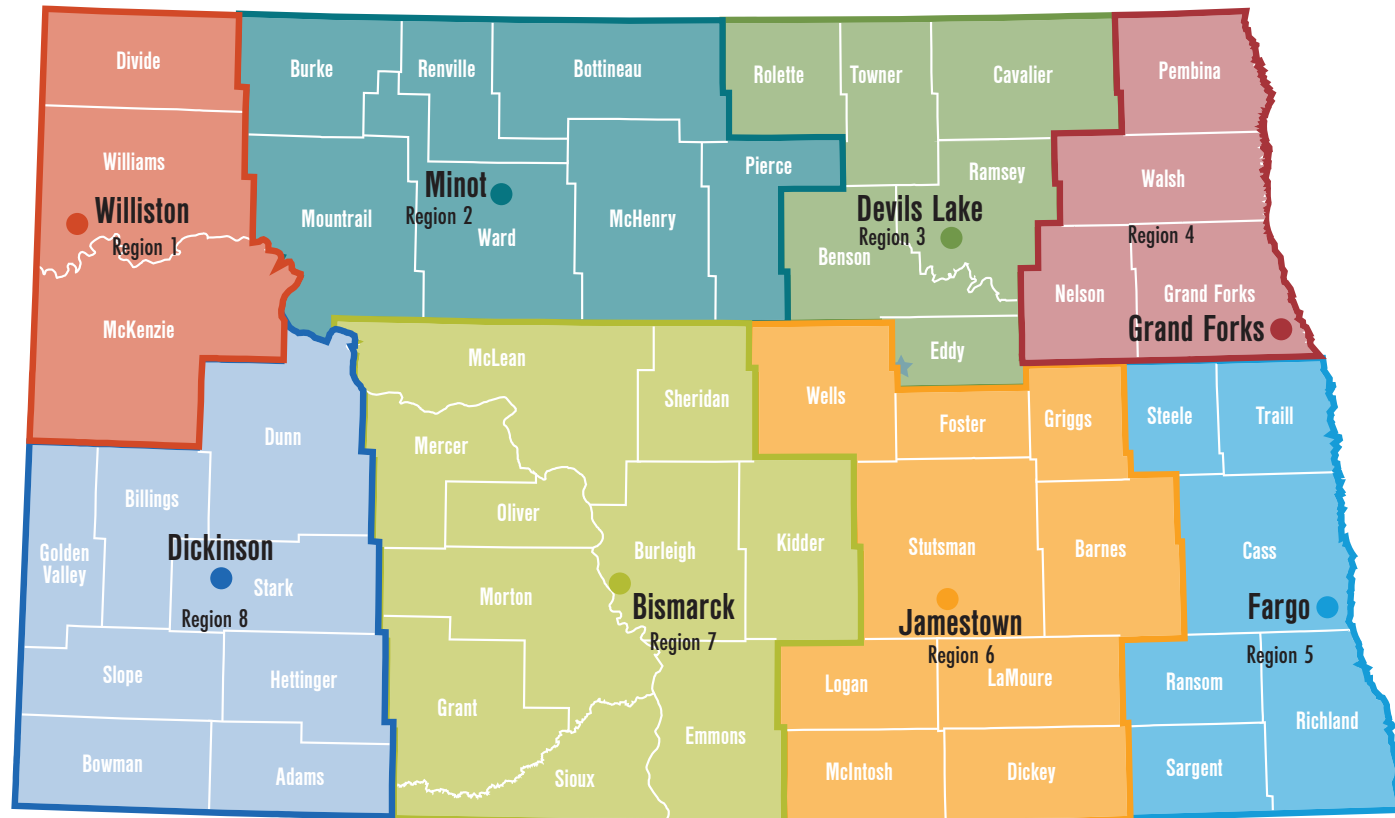 Divide
Williams
Williston
Region 1
McKenzie
Burke
Renville
Bottineau
Mountrail
Minot
Region 2
Ward
McHenry
Pierce
Rolette
Towner
Cavalier
Ramsey
Devils Lake
Region 3
Benson
Eddy
Pembina
Walsh
Region 4
Nelson
Grand Forks
Grand Forks
Dunn
Billings
Golden
Valley
Dickinson
Stark
Region 8
Slope
Hettinger
Bowman
Adams
McLean
Sheridan
Mercer
Oliver
Burleigh
Kidder
Morton
Bismarck
Region 7
Grant
Emmons
Sioux
Wells
Foster
Griggs
Stutsman
Barnes
Jamestown
Region 6
Logan
LaMoure
McIntosh
Dickey
Steele
Traill
Cass
Fargo
Region 5
Ransom
Richland
Sargent